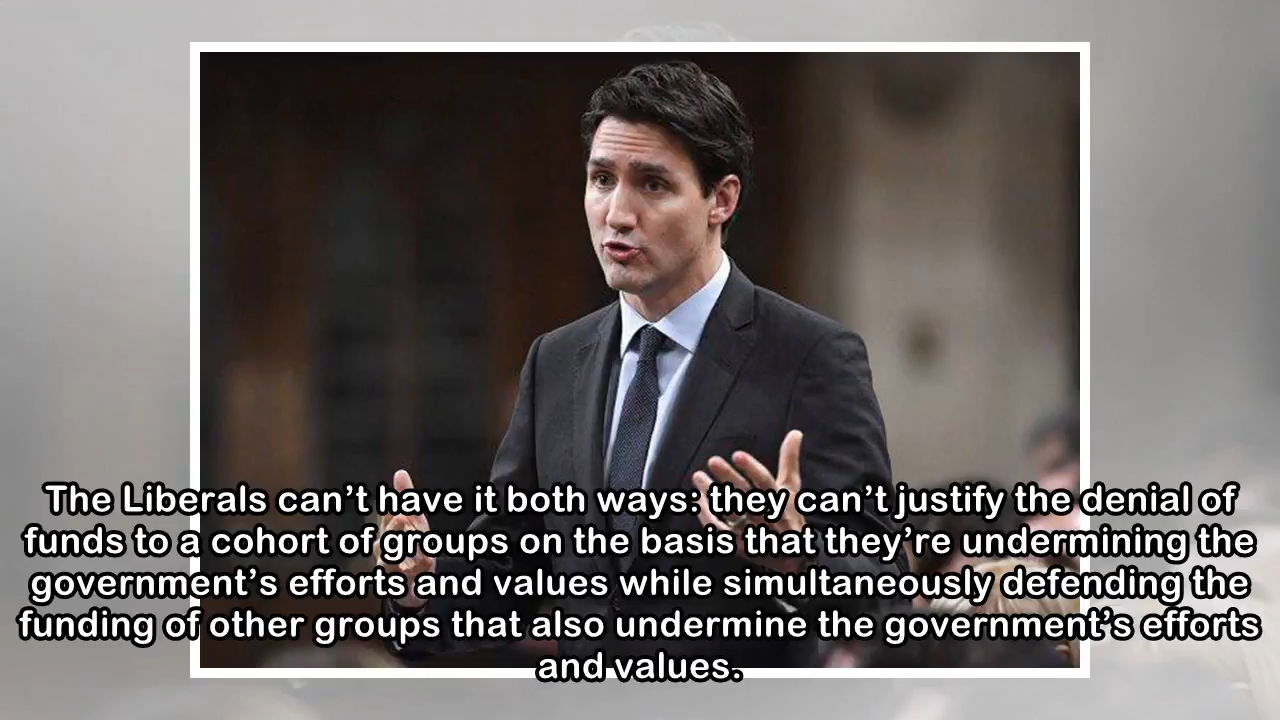 The Liberals can’t have it both ways: they can’t justify the denial of
funds to a cohort of groups on the basis that they’re undermining the
government’s efforts and values while simultaneously defending the
funding of other groups that also undermine the government’s efforts
and values.